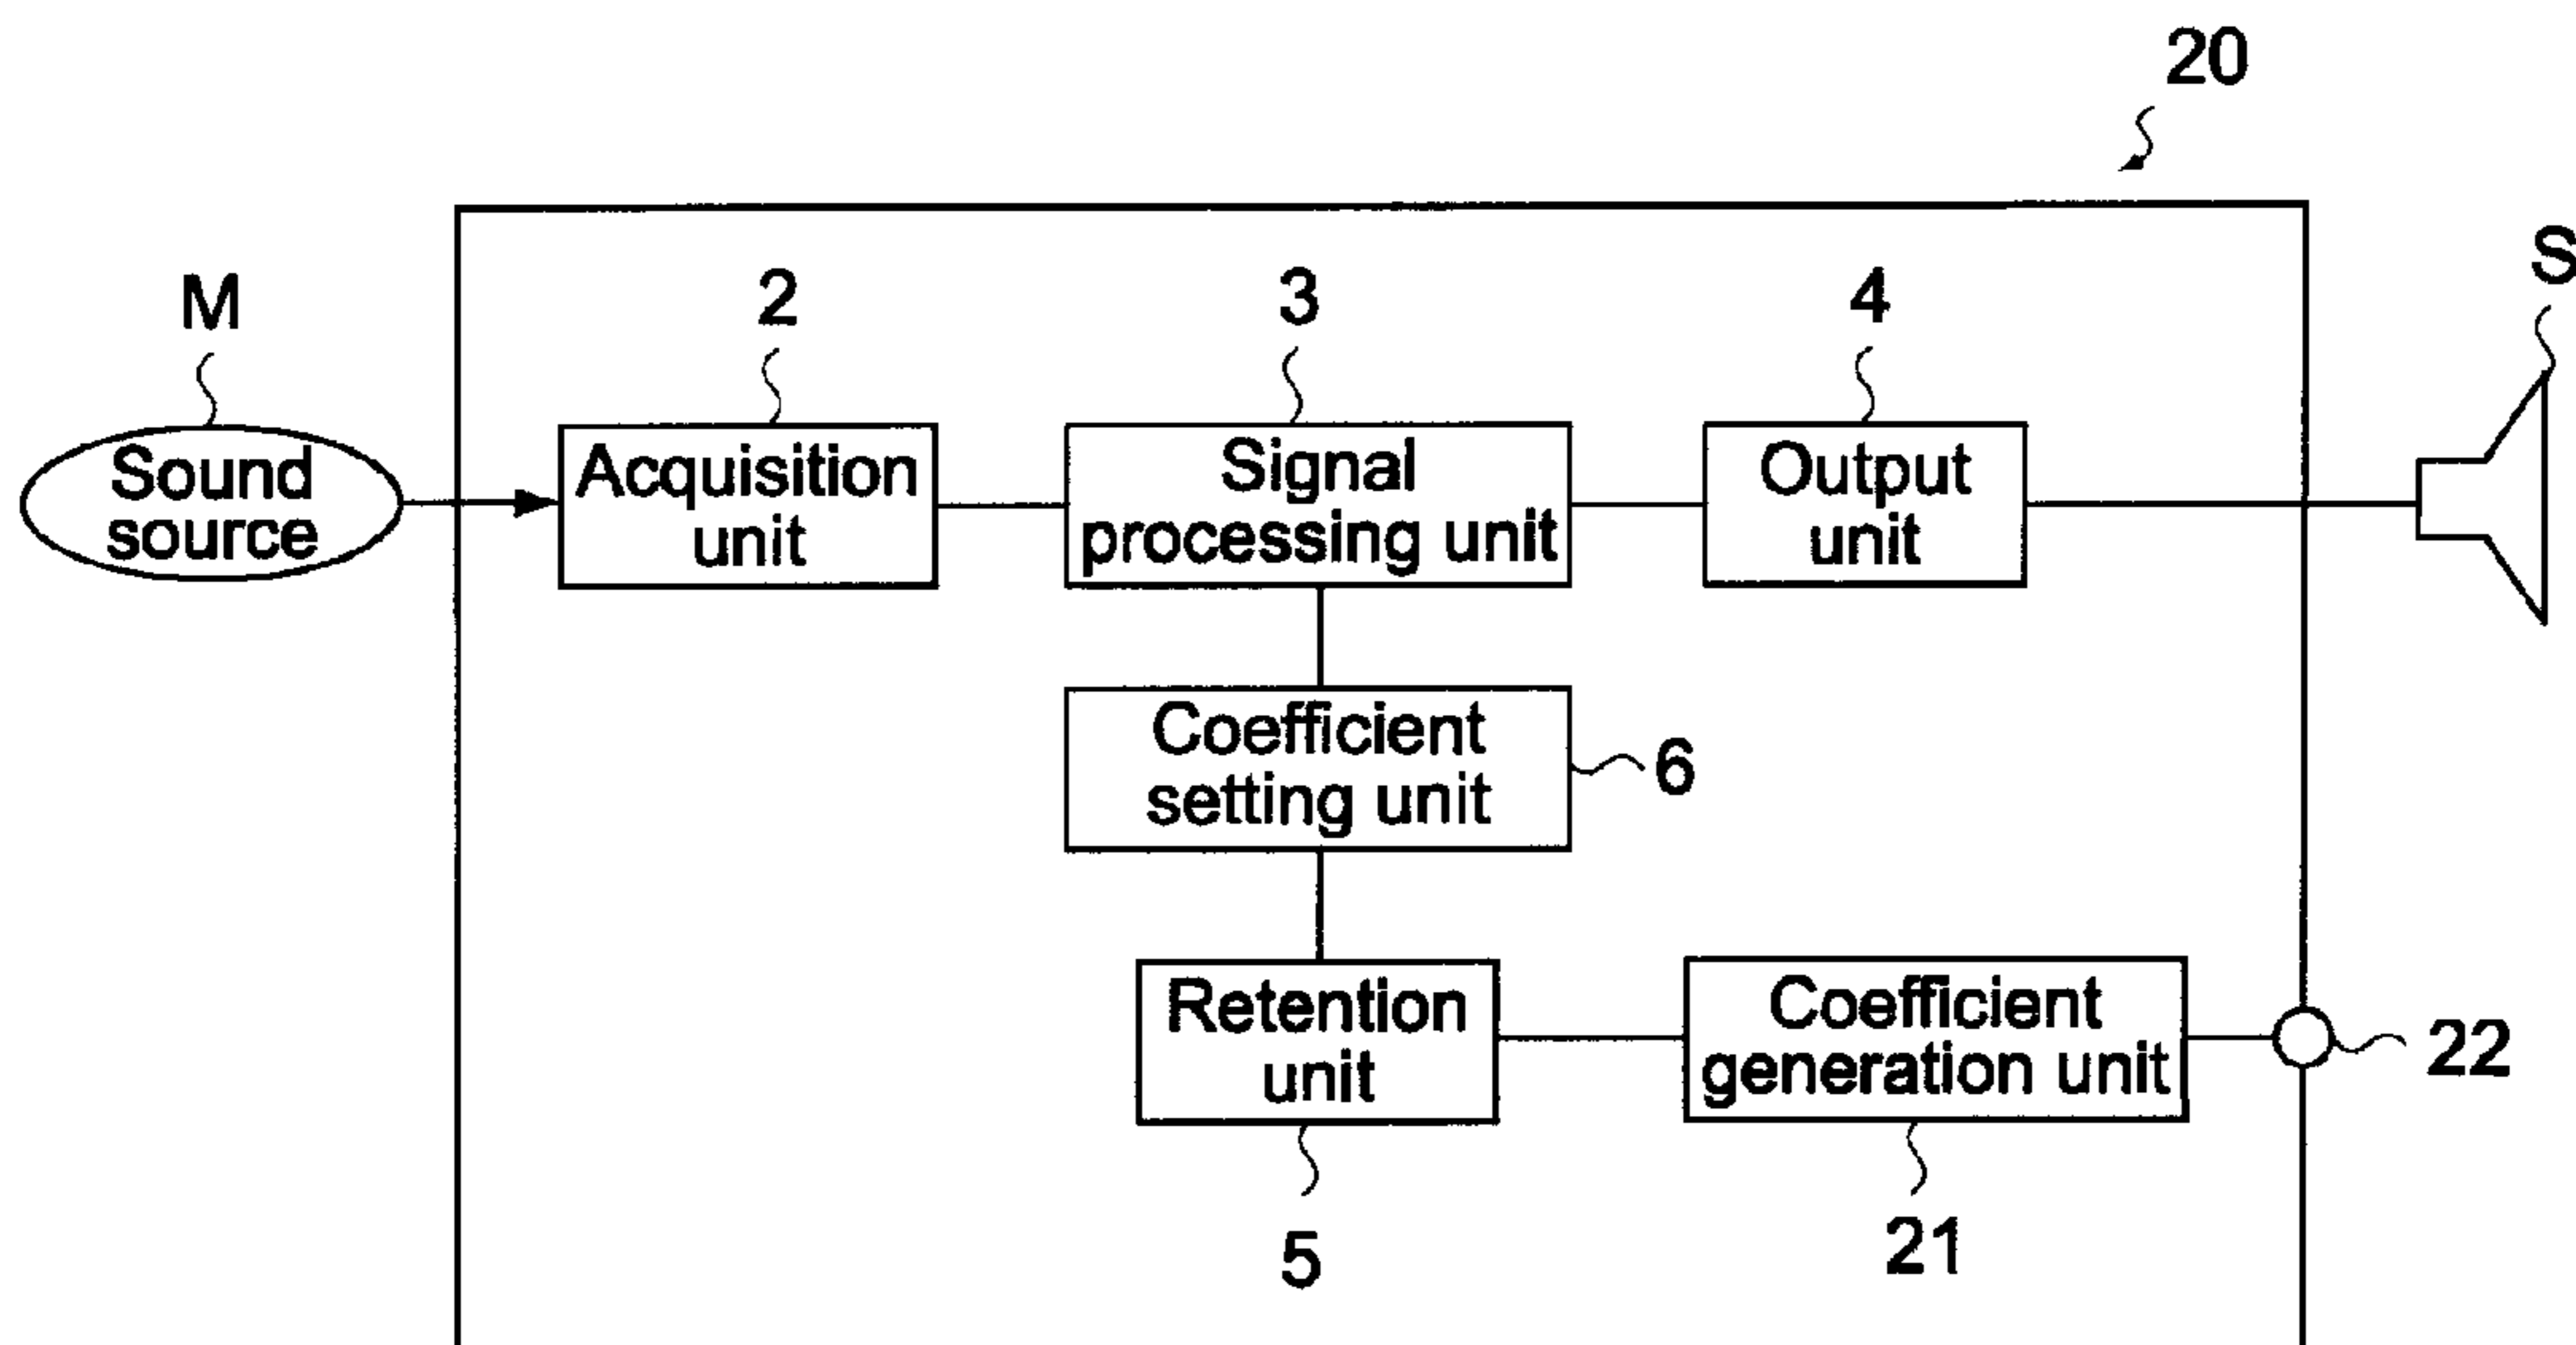 20
S
M
2
3
4
Sound
source
Acquisition
unit
Signal
processing unit
Output
unit
Coefficient
setting unit
6
Retention
unit
Coefficient
generation unit
22
5
21